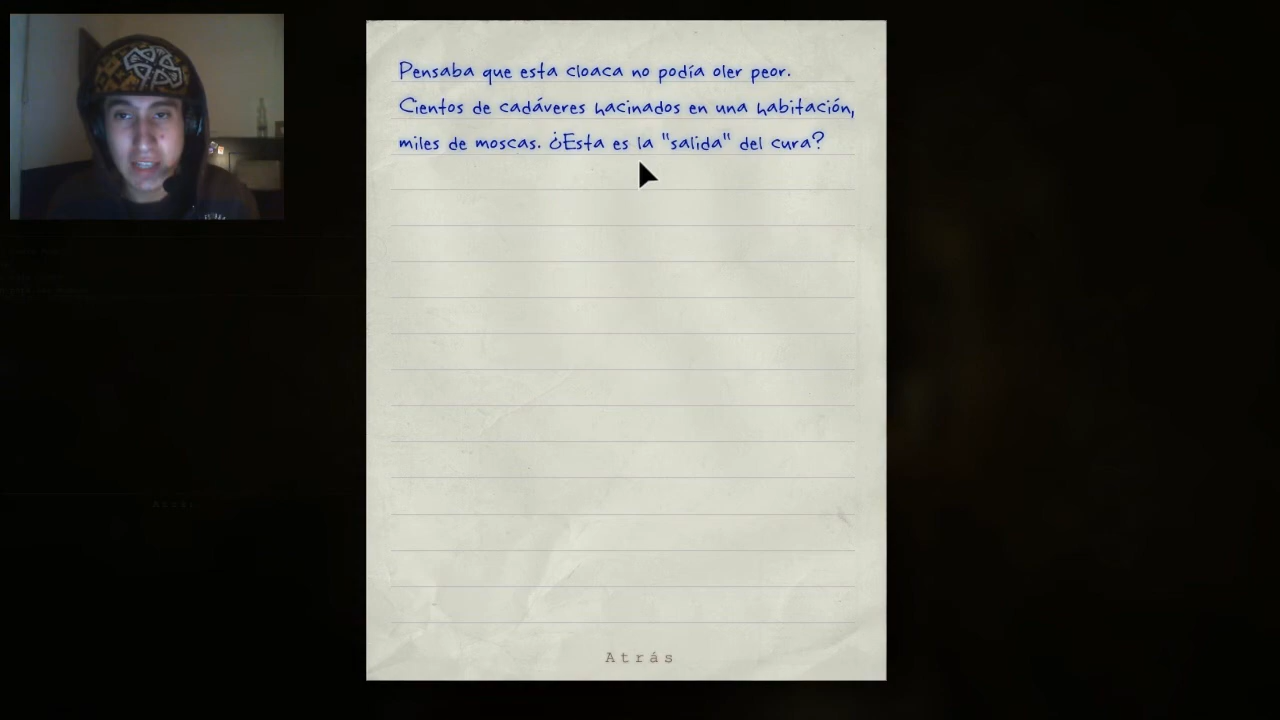 Pensaba que esta cloaca no podía oler peor.
Cientos de cadáveres hacinados en una habitación,
miles de moscas. ¿Esta es la "salida" del cura?
Atrás